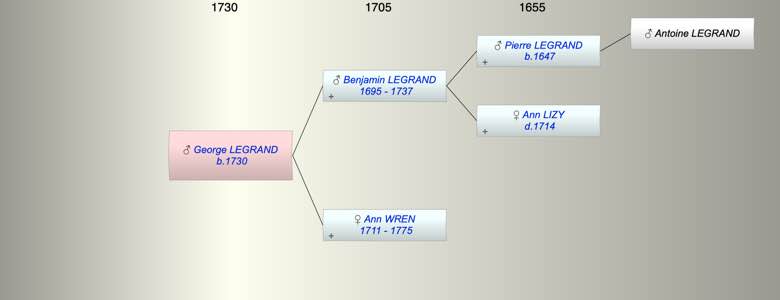 1730 1705 1655
♂ Antoine LEGRAND
♂ Pierre LEGRAND
b.1647
+
♂ Benjamin LEGRAND
1695 - 1737
+
♀ Ann LIZY
d.1714
+
♂ George LEGRAND
b.1730
♀ Ann WREN
1711 - 1775
+